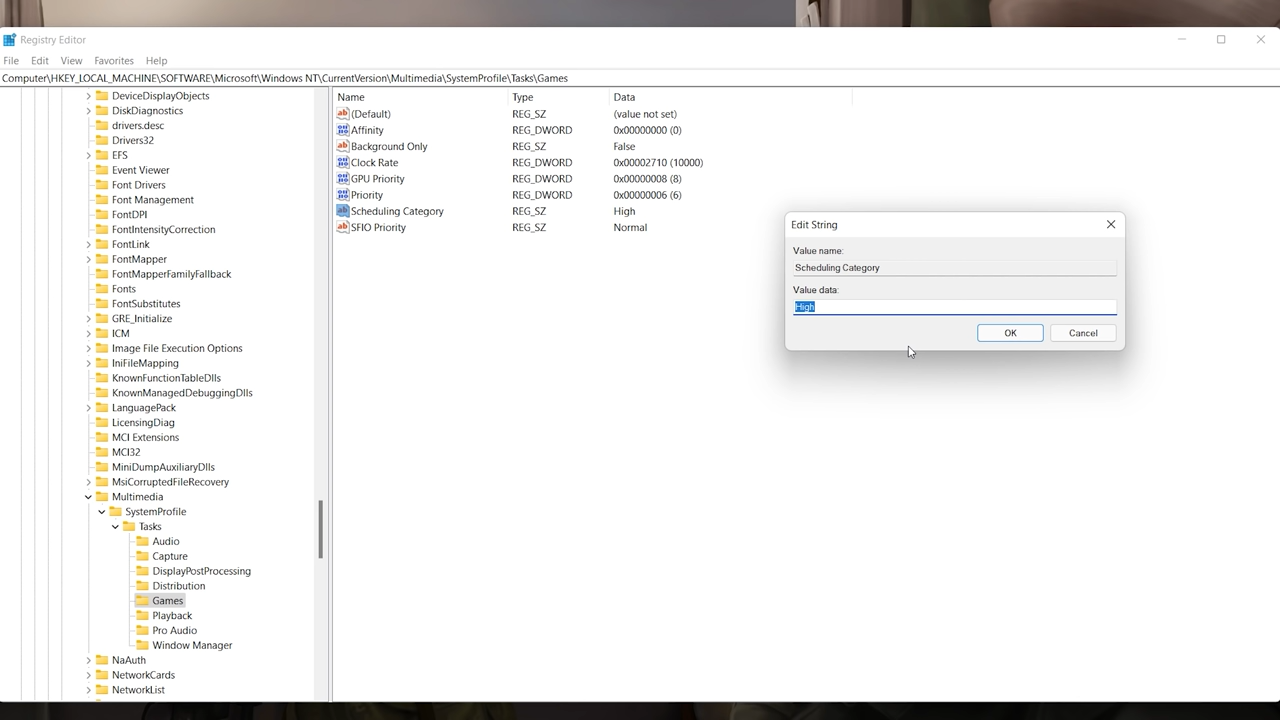 Registry Editor
File Edit View Favorites Help
Computer\HKEY_LOCAL_MACHINE\SOFTWARE\Microsoft\Windows NT\CurrentVersion\Multimedia\SystemProfile\Tasks\Games
DeviceDisplayObjects
DiskDiagnostics
drivers.desc
Drivers32
EFS
Event Viewer
Font Drivers
Font Management
FontDPI
FontIntensityCorrection
FontLink
FontMapper
FontMapperFamilyFallback
Fonts
FontSubstitutes
GRE_Initialize
ICM
Image File Execution Options
IniFileMapping
KnownFunctionTableDlls
KnownManagedDebuggingDlls
LanguagePack
LicensingDiag
MCI Extensions
MCI32
MiniDumpAuxiliaryDlls
MsiCorruptedFileRecovery
Multimedia
SystemProfile
Tasks
Audio
Capture
DisplayPostProcessing
Distribution
Games
Playback
Pro Audio
Window Manager
NaAuth
NetworkCards
NetworkList
Name Type Data
(Default) REG_SZ (value not set)
Affinity REG_DWORD 0x00000000 (0)
Background Only REG_SZ False
Clock Rate REG_DWORD 0x00002710 (10000)
GPU Priority REG_DWORD 0x00000008 (8)
Priority REG_DWORD 0x00000006 (6)
Scheduling Category REG_SZ High
SFIO Priority REG_SZ Normal
Edit String
Value name:
Scheduling Category
Value data:
High
OK Cancel